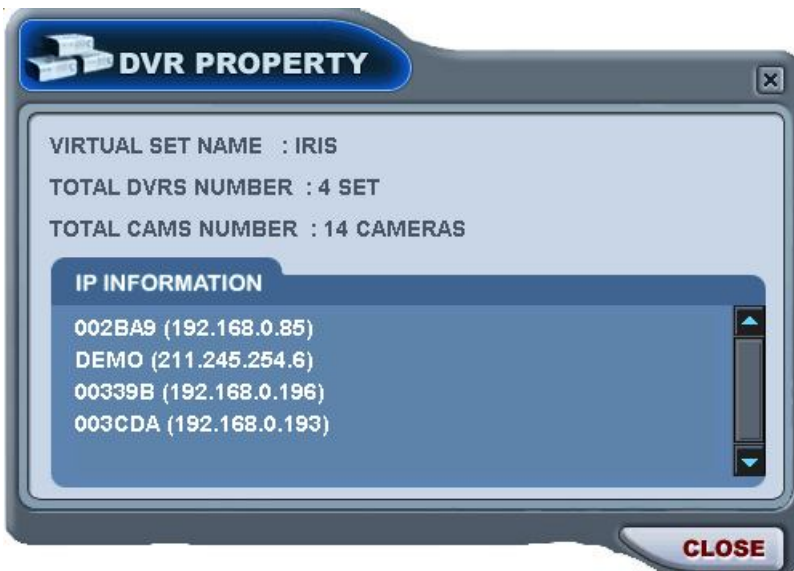 DVR PROPERTY
VIRTUAL SET NAME : IRIS
TOTAL DVRS NUMBER : 4 SET
TOTAL CAMS NUMBER : 14 CAMERAS
IP INFORMATION
002BA9 (192.168.0.85)
DEMO (211.245.254.6)
00339B (192.168.0.196)
003CDA (192.168.0.193)
CLOSE